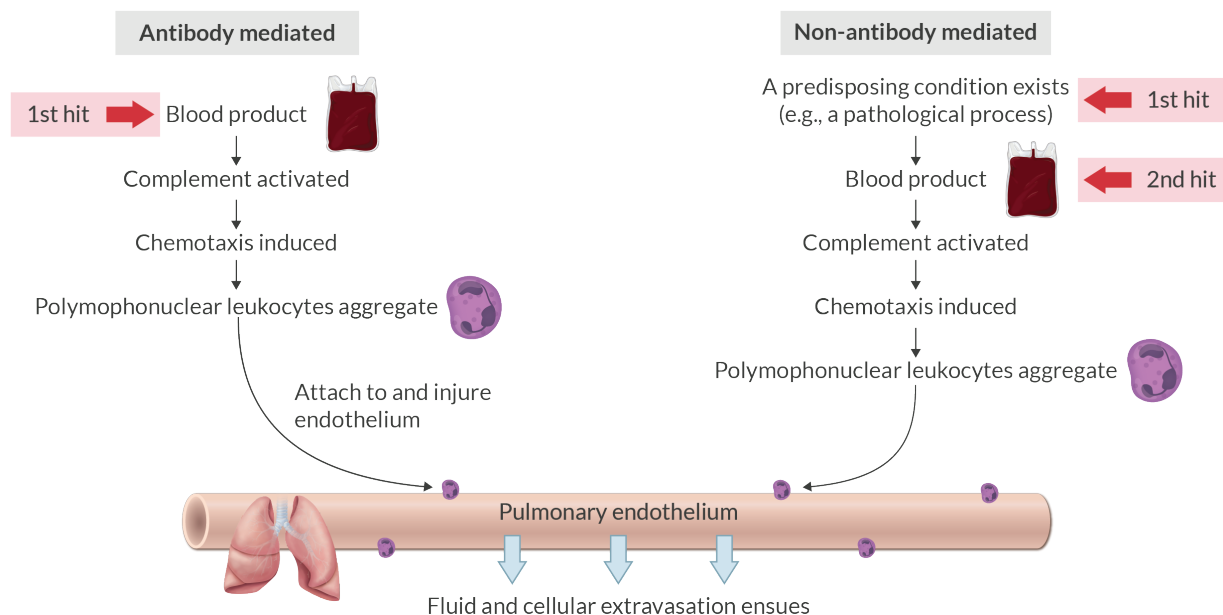 Antibody mediated
1st hit
Blood product
Complement activated
Chemotaxis induced
Polymophonuclear leukocytes aggregate
Attach to and injure
endothelium
Non-antibody mediated
A predisposing condition exists
(e.g., a pathological process)
1st hit
Blood product
2nd hit
Complement activated
Chemotaxis induced
Polymophonuclear leukocytes aggregate
Pulmonary endothelium
Fluid and cellular extravasation ensues